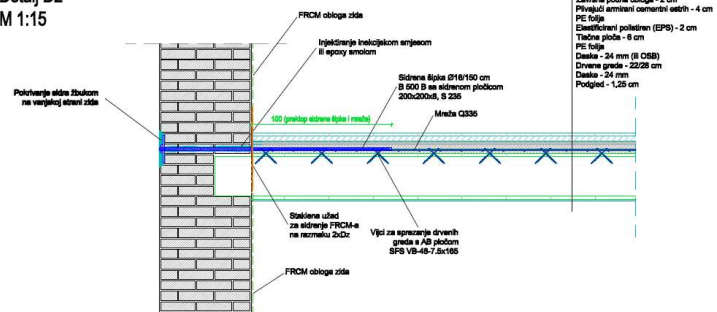 Detalj D2
M 1:15
FRCM obloga zida
Injektiranje inekcijskom smjesom
ili epoxy smolom
Sidrena šipka Ø16/150 cm
B 500 B sa sidrenom pločicom
200x200x8, S 235
Mreža Q335
Pokrivanje sidra žbukom
na vanjskoj strani zida
100 (preklop sidrene šipke i mreže)
Plivajući armirani cementni estrih - 4 cm
PE folija
Elastificirani polistiren (EPS) - 2 cm
Tlačna ploča - 6 cm
PE folija
Daske - 24 mm (ili OSB)
Drvene grede - 22/28 cm
Daske - 24 mm
Podgled - 1,25 cm
Staklena užad
za sidrenje FRCM-a
na razmaku 2xDz
Vijci za sprezanje drvenih
greda s AB pločom
SFS VB-48-7.5x165
FRCM obloga zida